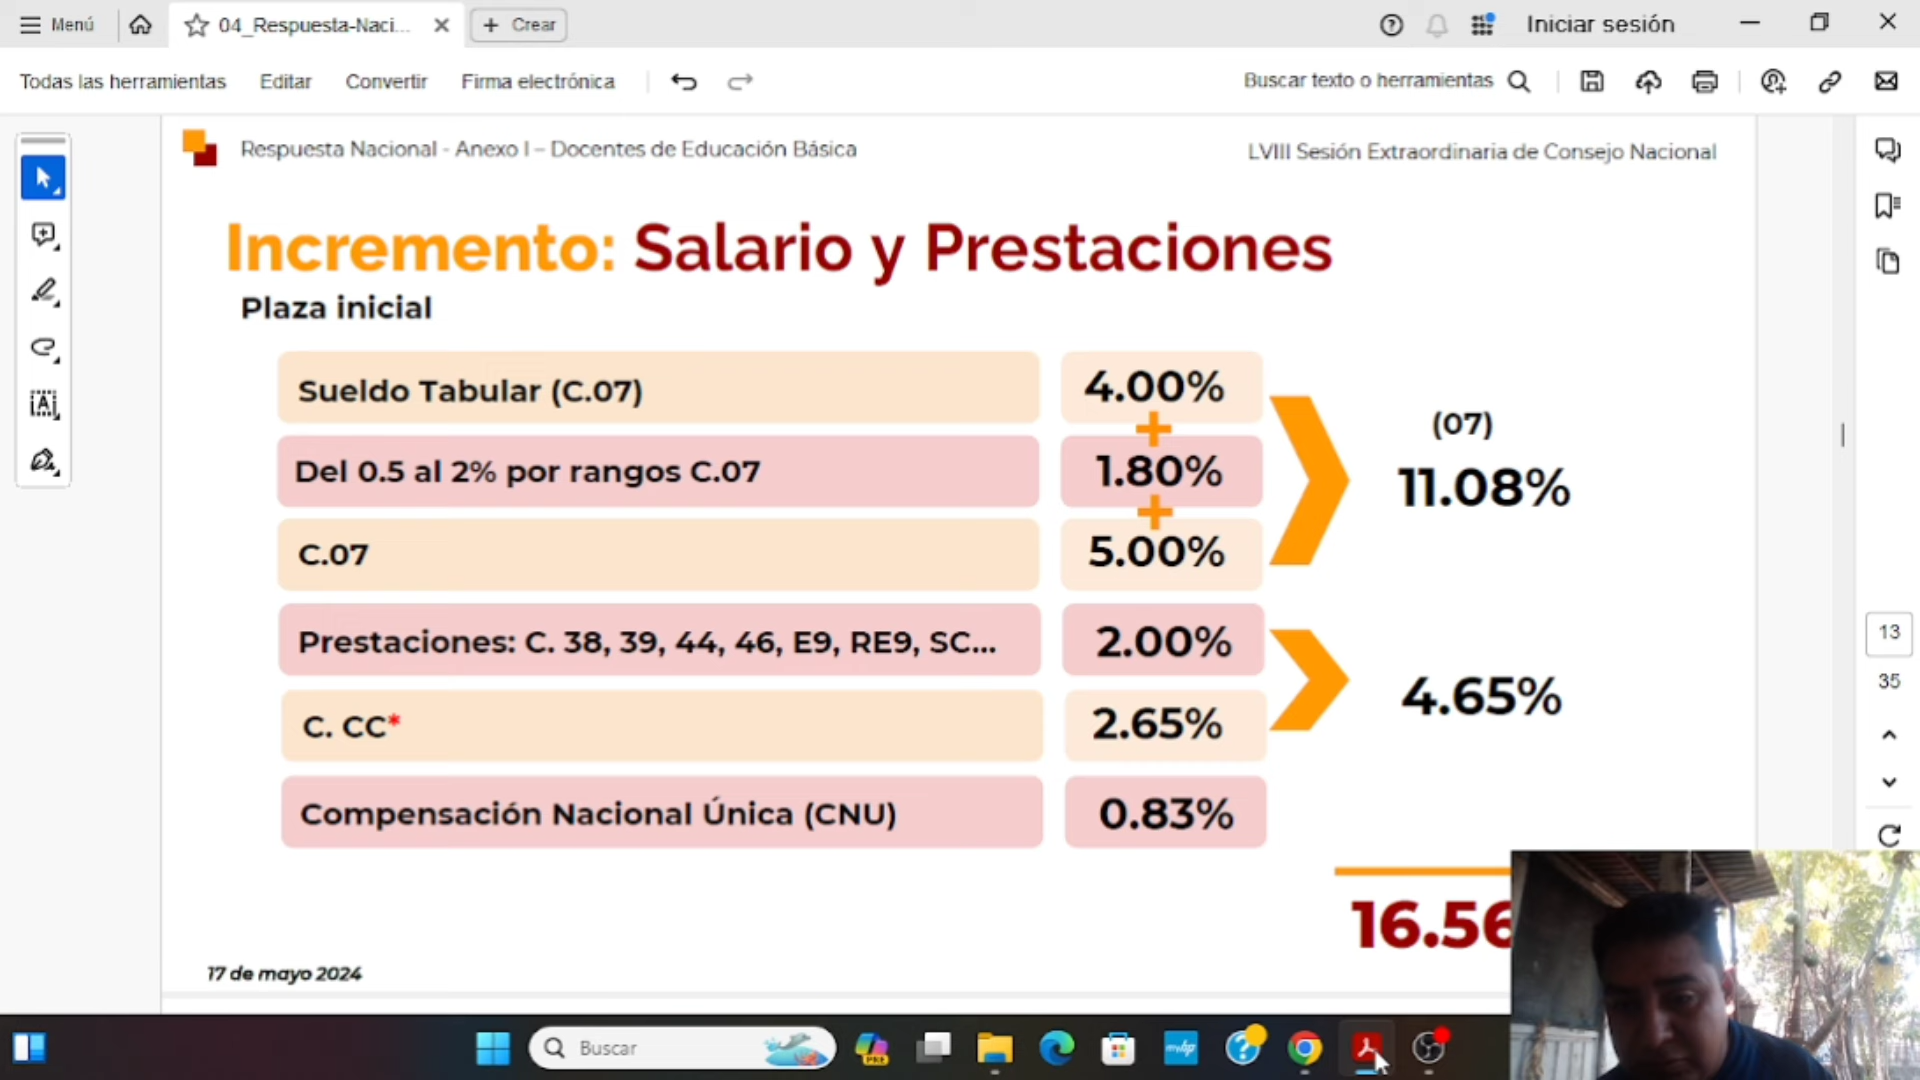 Menú
04_Respuesta-Naci...
Crear
Iniciar sesión
Todas las herramientas
Editar
Convertir
Firma electrónica
Buscar texto o herramientas
Respuesta Nacional - Anexo I – Docentes de Educación Básica
LVIII Sesión Extraordinaria de Consejo Nacional
Incremento: Salario y Prestaciones
Plaza inicial
Sueldo Tabular (C.07) 4.00%
+
Del 0.5 al 2% por rangos C.07 1.80%
+
C.07 5.00%
(07)
11.08%
Prestaciones: C. 38, 39, 44, 46, E9, RE9, SC... 2.00%
C. CC* 2.65%
4.65%
Compensación Nacional Única (CNU) 0.83%
16.56
17 de mayo 2024
13
35
Buscar
PRE